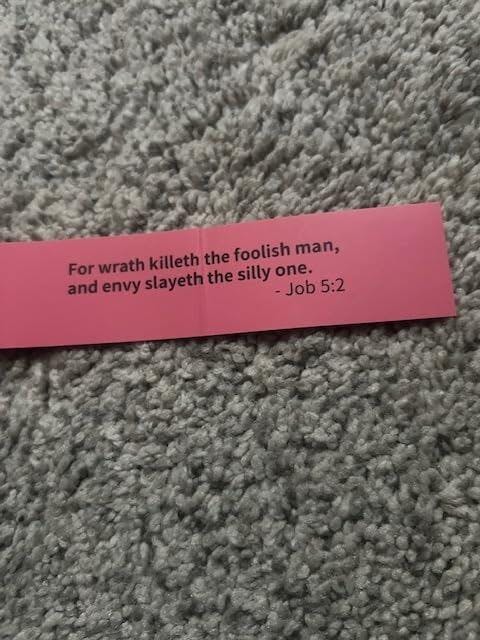 For wrath killeth the foolish man,
and envy slayeth the silly one.
- Job 5:2